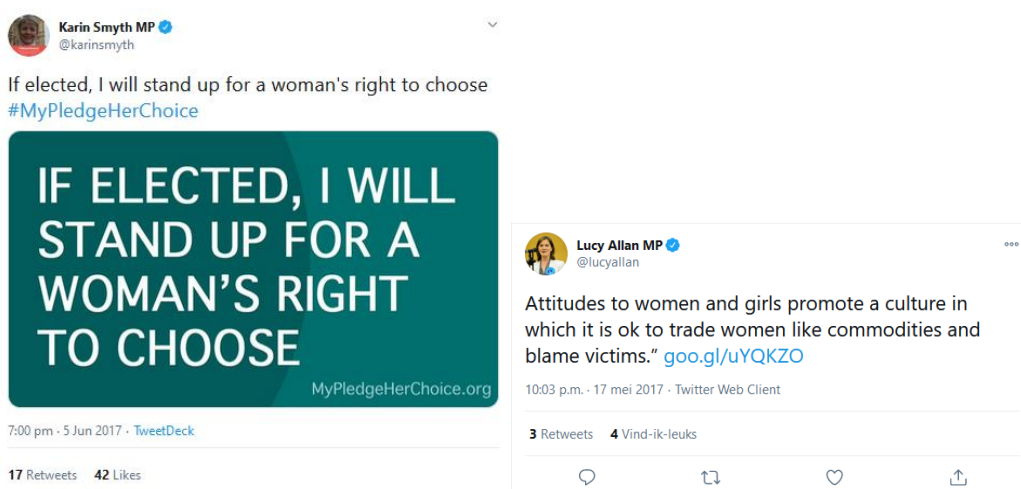 Karin Smyth MP
@karinsmyth
If elected, I will stand up for a woman's right to choose
#MyPledgeHerChoice
IF ELECTED, I WILL
STAND UP FOR A
WOMAN’S RIGHT
TO CHOOSE
MyPledgeHerChoice.org
7:00 pm · 5 Jun 2017 · TweetDeck
17 Retweets 42 Likes
Lucy Allan MP
@lucyallan
Attitudes to women and girls promote a culture in
which it is ok to trade women like commodities and
blame victims.” goo.gl/uYQKZO
10:03 p.m. · 17 mei 2017 · Twitter Web Client
3 Retweets 4 Vind-ik-leuks